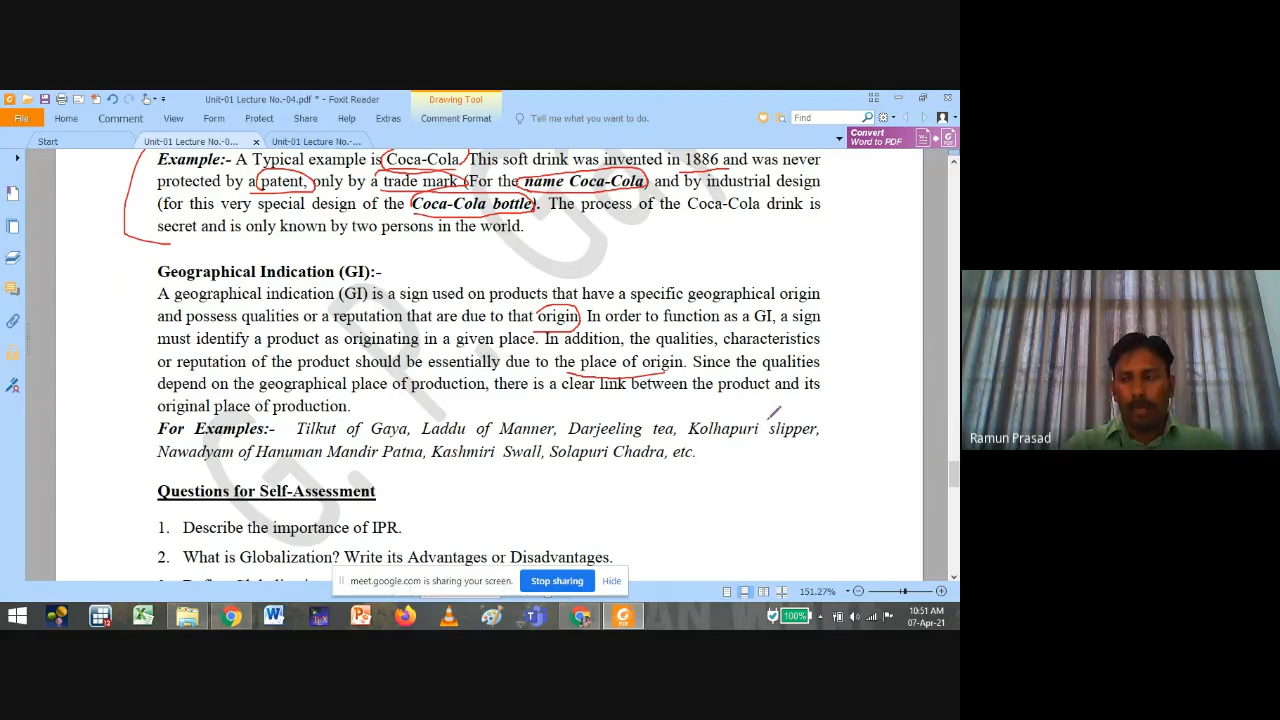 Unit-01 Lecture No.-04.pdf * - Foxit Reader
Drawing Tool
File Home Comment View Form Protect Share Help Extras Comment Format Tell me what you want to do.
Find
Start
Unit-01 Lecture No.-0...
Unit-02 Lecture No.-...
Convert
Word to PDF
Example:- A Typical example is Coca-Cola. This soft drink was invented in 1886 and was never
protected by a patent, only by a trade mark (For the name Coca-Cola) and by industrial design
(for this very special design of the Coca-Cola bottle). The process of the Coca-Cola drink is
secret and is only known by two persons in the world.
Geographical Indication (GI):-
A geographical indication (GI) is a sign used on products that have a specific geographical origin
and possess qualities or a reputation that are due to that origin. In order to function as a GI, a sign
must identify a product as originating in a given place. In addition, the qualities, characteristics
or reputation of the product should be essentially due to the place of origin. Since the qualities
depend on the geographical place of production, there is a clear link between the product and its
original place of production.
For Examples:- Tilkut of Gaya, Laddu of Manner, Darjeeling tea, Kolhapuri slipper,
Nawadyam of Hanuman Mandir Patna, Kashmiri Swall, Solapuri Chadra, etc.
Questions for Self-Assessment
1. Describe the importance of IPR.
2. What is Globalization? Write its Advantages or Disadvantages.
meet.google.com is sharing your screen. Stop sharing Hide
151.27%
100%
10:51 AM
07-Apr-21
Ramun Prasad